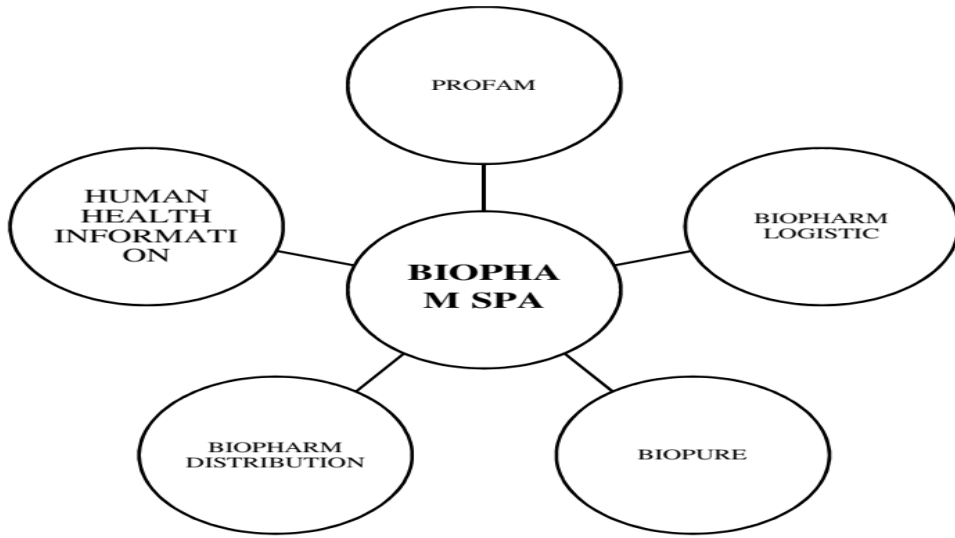 PROFAM
HUMAN
HEALTH
INFORMATI
ON
BIOPHARM
LOGISTIC
BIOPHA
M SPA
BIOPHARM
DISTRIBUTION
BIOPURE